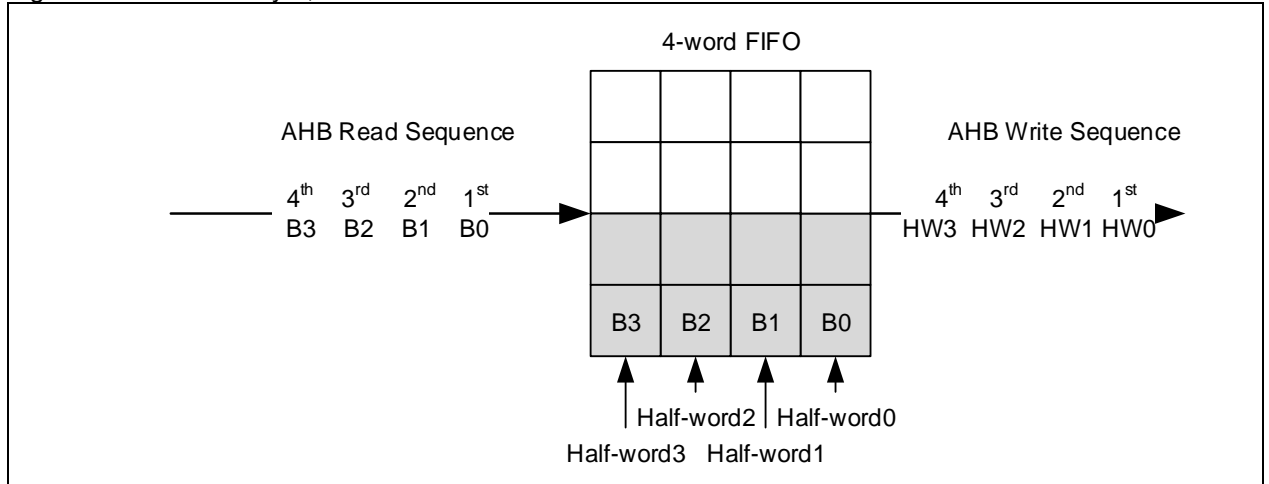 4-word FIFO
AHB Read Sequence
4th 3rd 2nd 1st
B3 B2 B1 B0
AHB Write Sequence
4th 3rd 2nd 1st
HW3 HW2 HW1 HW0
B3 B2 B1 B0
Half-word2 Half-word0
Half-word3 Half-word1